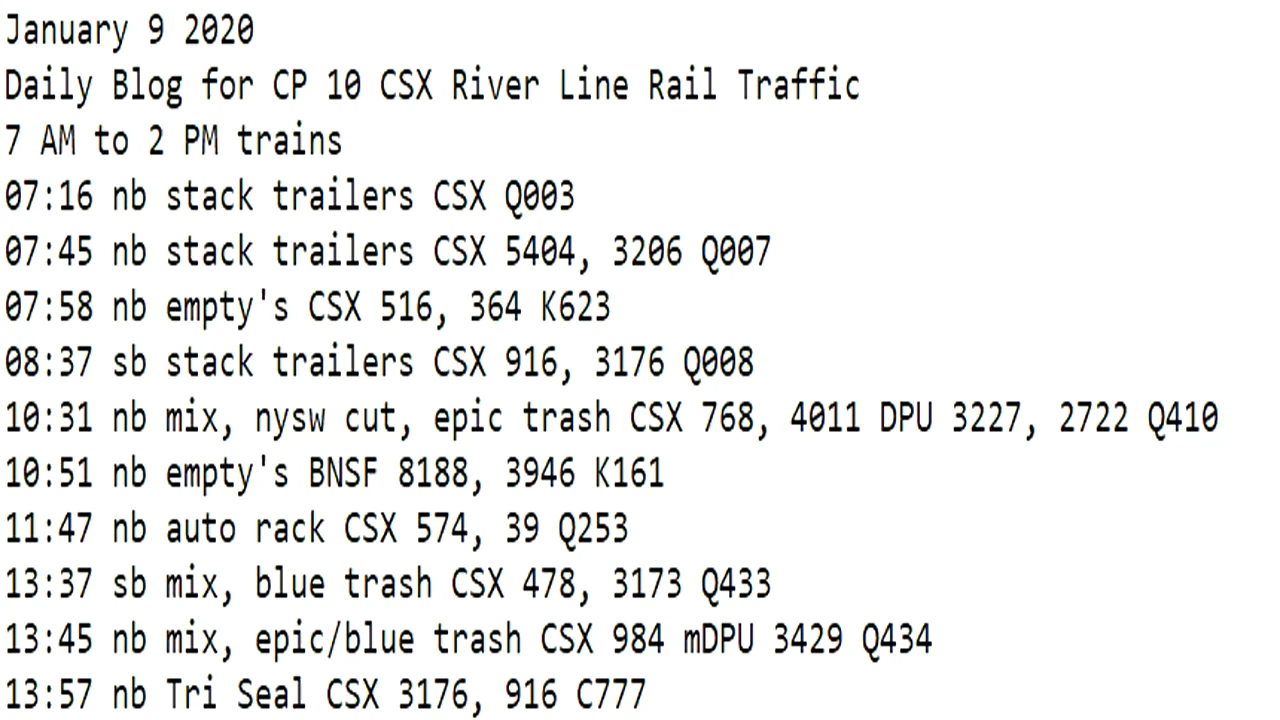 January 9 2020
Daily Blog for CP 10 CSX River Line Rail Traffic
7 AM to 2 PM trains
07:16 nb stack trailers CSX Q003
07:45 nb stack trailers CSX 5404, 3206 Q007
07:58 nb empty's CSX 516, 364 K623
08:37 sb stack trailers CSX 916, 3176 Q008
10:31 nb mix, nysw cut, epic trash CSX 768, 4011 DPU 3227, 2722 Q410
10:51 nb empty's BNSF 8188, 3946 K161
11:47 nb auto rack CSX 574, 39 Q253
13:37 sb mix, blue trash CSX 478, 3173 Q433
13:45 nb mix, epic/blue trash CSX 984 mDPU 3429 Q434
13:57 nb Tri Seal CSX 3176, 916 C777